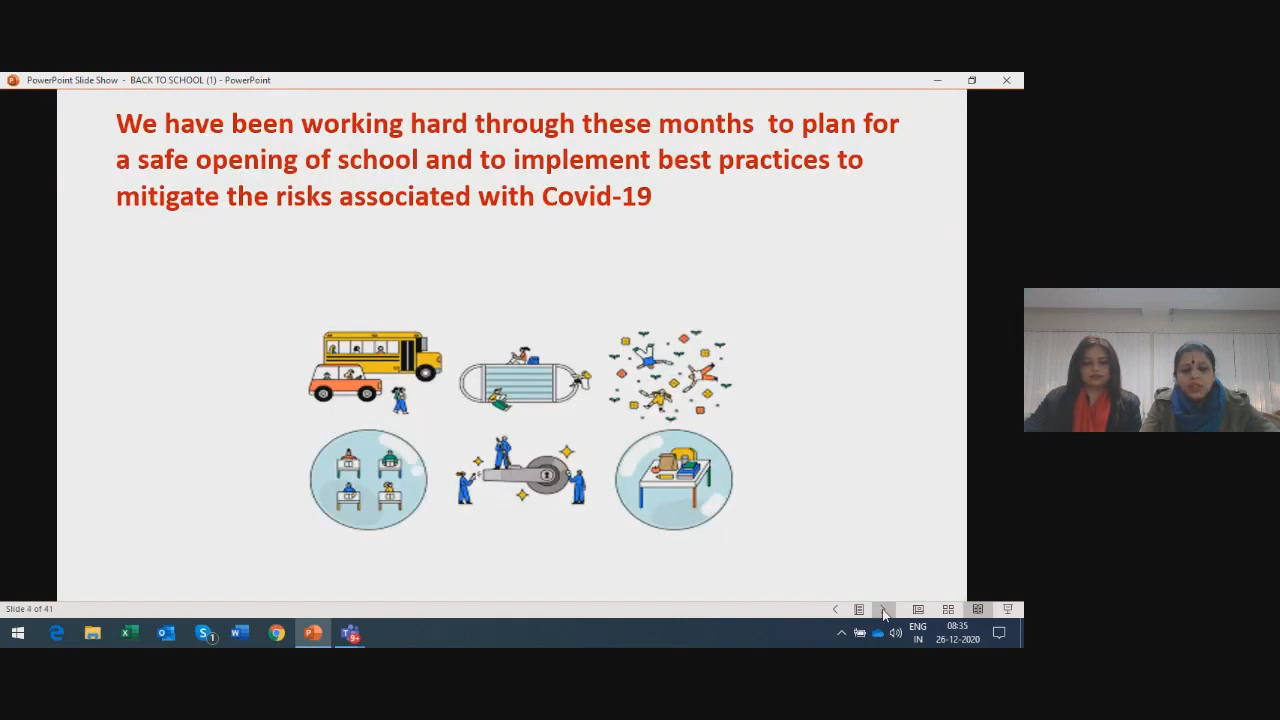 PowerPoint Slide Show - BACK TO SCHOOL (1) - PowerPoint
We have been working hard through these months to plan for
a safe opening of school and to implement best practices to
mitigate the risks associated with Covid-19
Slide 4 of 41
1
9+
ENG
IN
08:35
26-12-2020